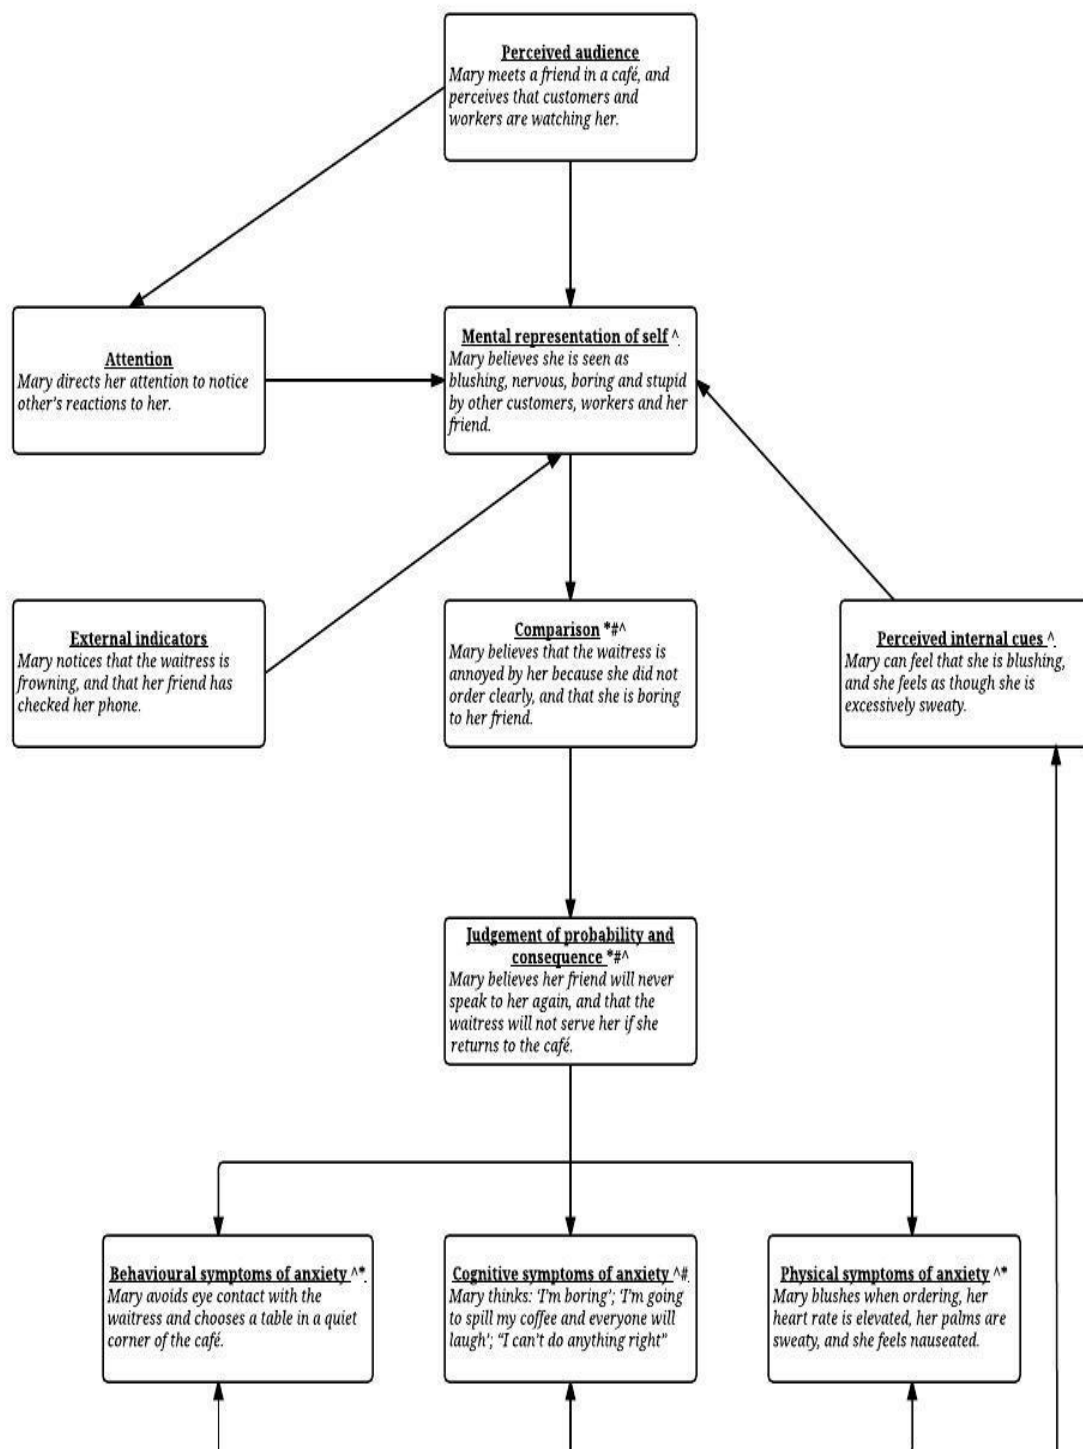 Perceived audience
Mary meets a friend in a café, and
perceives that customers and
workers are watching her.
Attention
Mary directs her attention to notice
other's reactions to her.
Mental representation of self ^
Mary believes she is seen as
blushing, nervous, boring and stupid
by other customers, workers and her
friend.
External indicators
Mary notices that the waitress is
frowning, and that her friend has
checked her phone.
Comparison *#^
Mary believes that the waitress is
annoyed by her because she did not
order clearly, and that she is boring
to her friend.
Perceived internal cues ^
Mary can feel that she is blushing,
and she feels as though she is
excessively sweaty.
Judgement of probability and
consequence *#^
Mary believes her friend will never
speak to her again, and that the
waitress will not serve her if she
returns to the café.
Behavioural symptoms of anxiety ^*
Mary avoids eye contact with the
waitress and chooses a table in a quiet
corner of the café.
Cognitive symptoms of anxiety ^#
Mary thinks: 'I'm boring'; 'I'm going
to spill my coffee and everyone will
laugh'; "I can't do anything right"
Physical symptoms of anxiety ^*
Mary blushes when ordering, her
heart rate is elevated, her palms are
sweaty, and she feels nauseated.